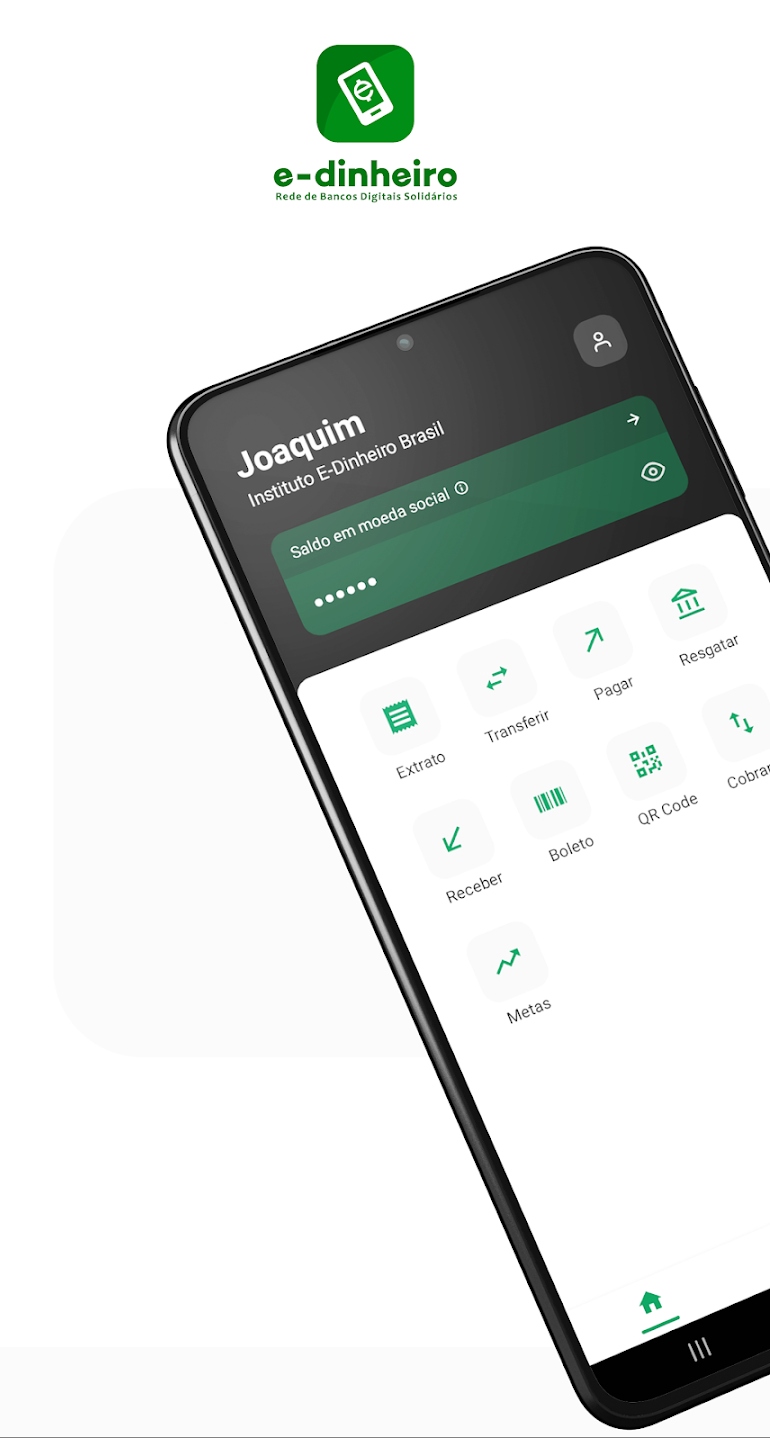 e-dinheiro
Rede de Bancos Digitais Solidários
Joaquim
Instituto E-Dinheiro Brasil
Saldo em moeda social
Extrato
Transferir
Pagar
Resgatar
Receber
Boleto
QR Code
Cobrar
Metas